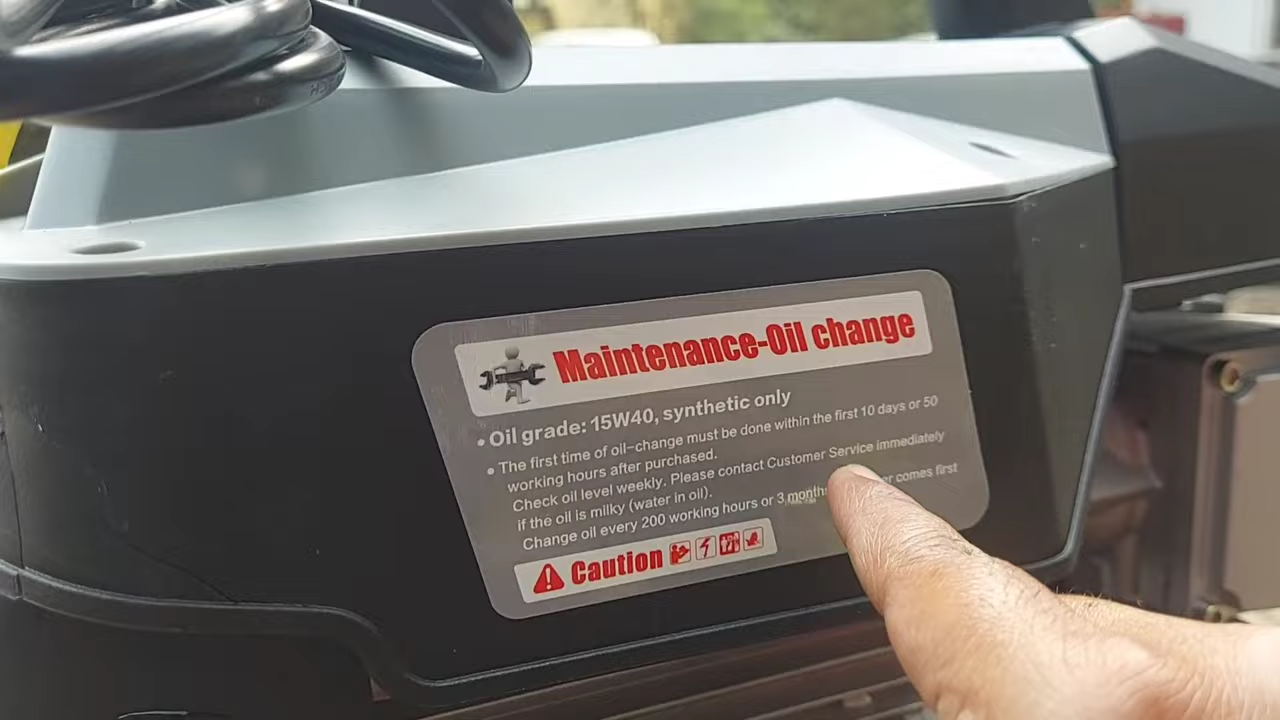 Maintenance-Oil change
• Oil grade: 15W40, synthetic only
• The first time of oil-change must be done within the first 10 days or 50
working hours after purchased.
Check oil level weekly. Please contact Customer Service immediately
if the oil is milky (water in oil).
Change oil every 200 working hours or 3 comes first
Caution